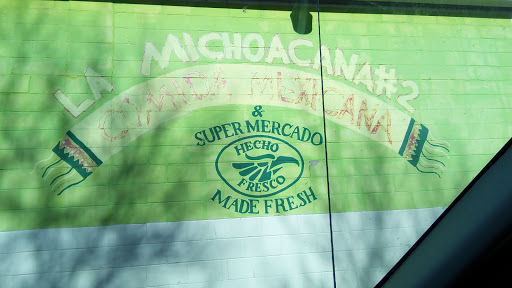 LA MICHOACANA#2
COMIDA MEXICANA
&
SUPER MERCADO
HECHO
FRESCO
MADE FRESH